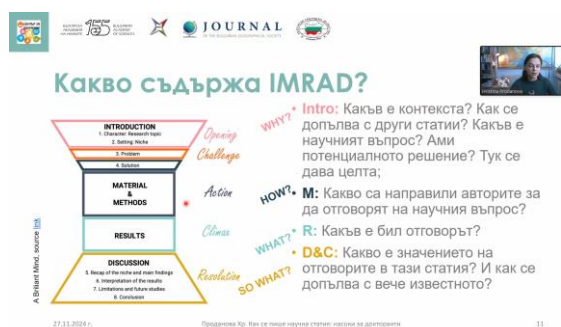 JOURNAL
OF THE BULGARIAN GEOGRAPHICAL SOCIETY
Какво съдържа IMRAD?
INTRODUCTION
1. Character: Research topic
2. Setting: Niche
3. Problem
4. Solution
MATERIAL
&
METHODS
RESULTS
DISCUSSION
5. Recap of the niche and main findings
6. Interpretation of the results
7. Limitations and future studies
8. Conclusion
Opening
Challenge
Action
Climax
Resolution
WHY?
HOW?
WHAT?
SO WHAT?
• Intro: Какъв е контекста? Как се
допълва с други статии? Какъв е
научният въпрос? Ами
потенциалното решение? Тук се
дава целта;
• M: Какво са направили авторите за
да отговорят на научния въпрос?
• R: Какъв е бил отговорът?
• D&C: Какво е значението на
отговорите в тази статия? И как се
допълва с вече известното?
A Brilliant Mind, source link
27.11.2024 г.
Проданова Хр. Как се пише научна статия: насоки за докторанти
11